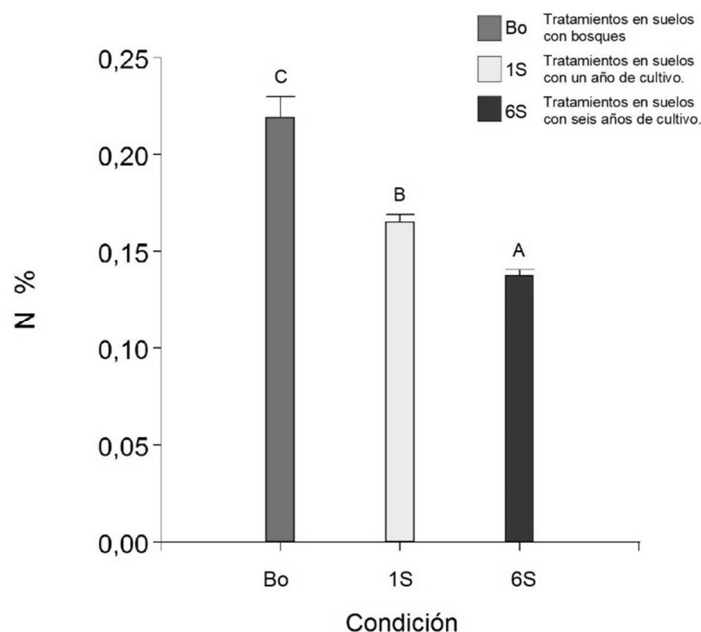 Bo Tratamientos en suelos
con bosques
1S Tratamientos en suelos
con un año de cultivo.
6S Tratamientos en suelos
con seis años de cultivo.
N %
0,25
0,20
0,15
0,10
0,05
0,00
C
B
A
Bo 1S 6S
Condición